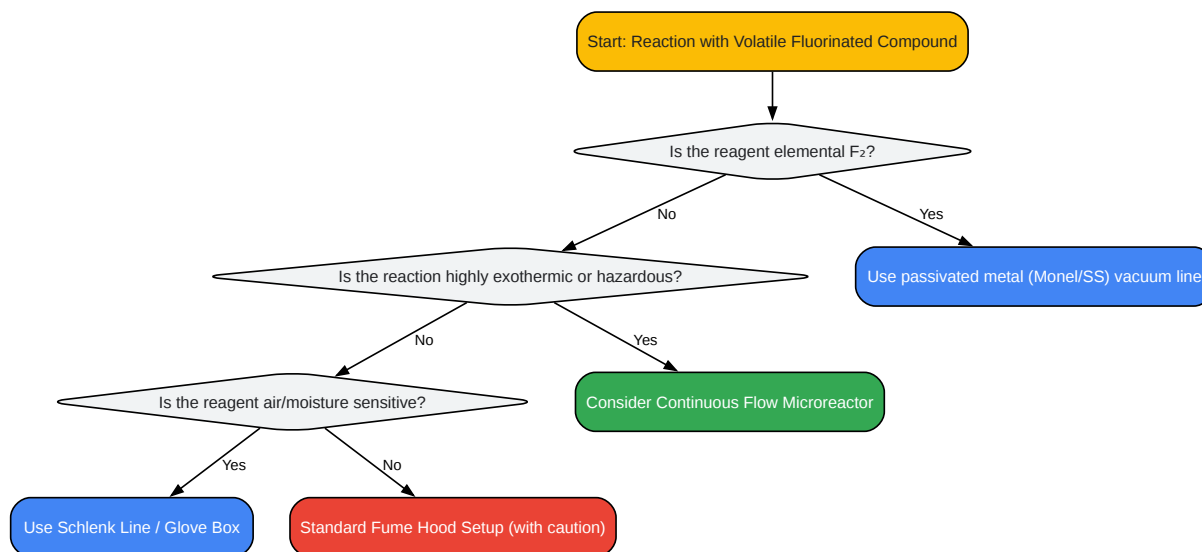 Start: Reaction with Volatile Fluorinated Compound
Is the reagent elemental F₂?
No
Yes
Is the reaction highly exothermic or hazardous?
Use passivated metal (Monel/SS) vacuum line
No
Yes
Is the reagent air/moisture sensitive?
Consider Continuous Flow Microreactor
Yes
No
Use Schlenk Line / Glove Box
Standard Fume Hood Setup (with caution)